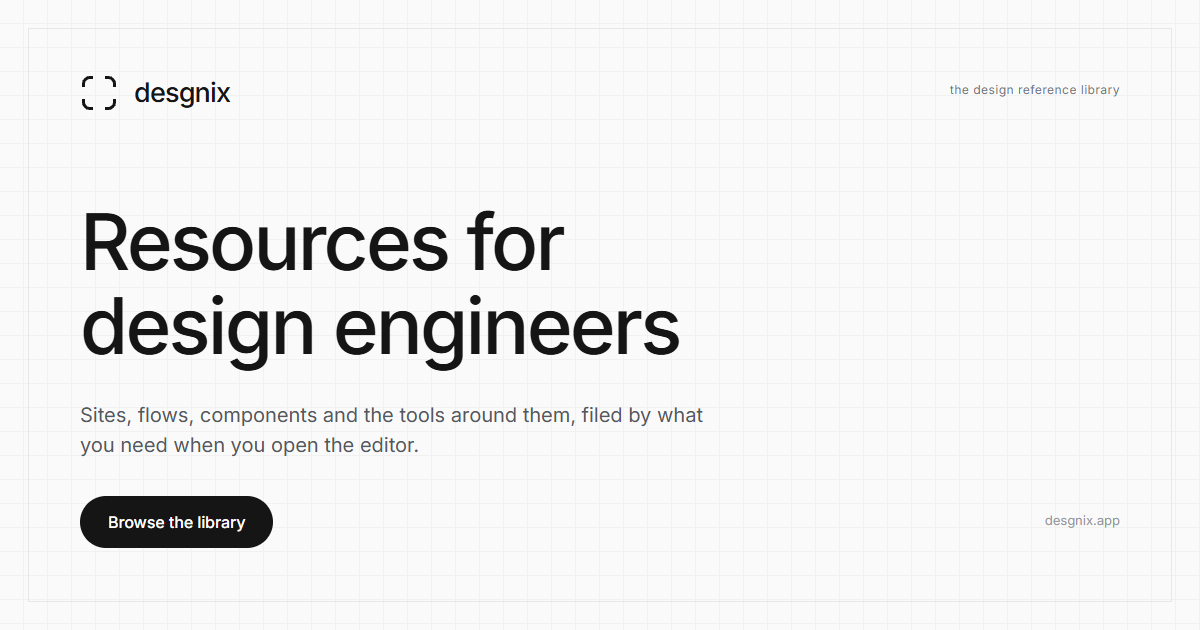 desgnix
the design reference library
Resources for
design engineers
Sites, flows, components and the tools around them, filed by what
you need when you open the editor.
Browse the library
desgnix.app